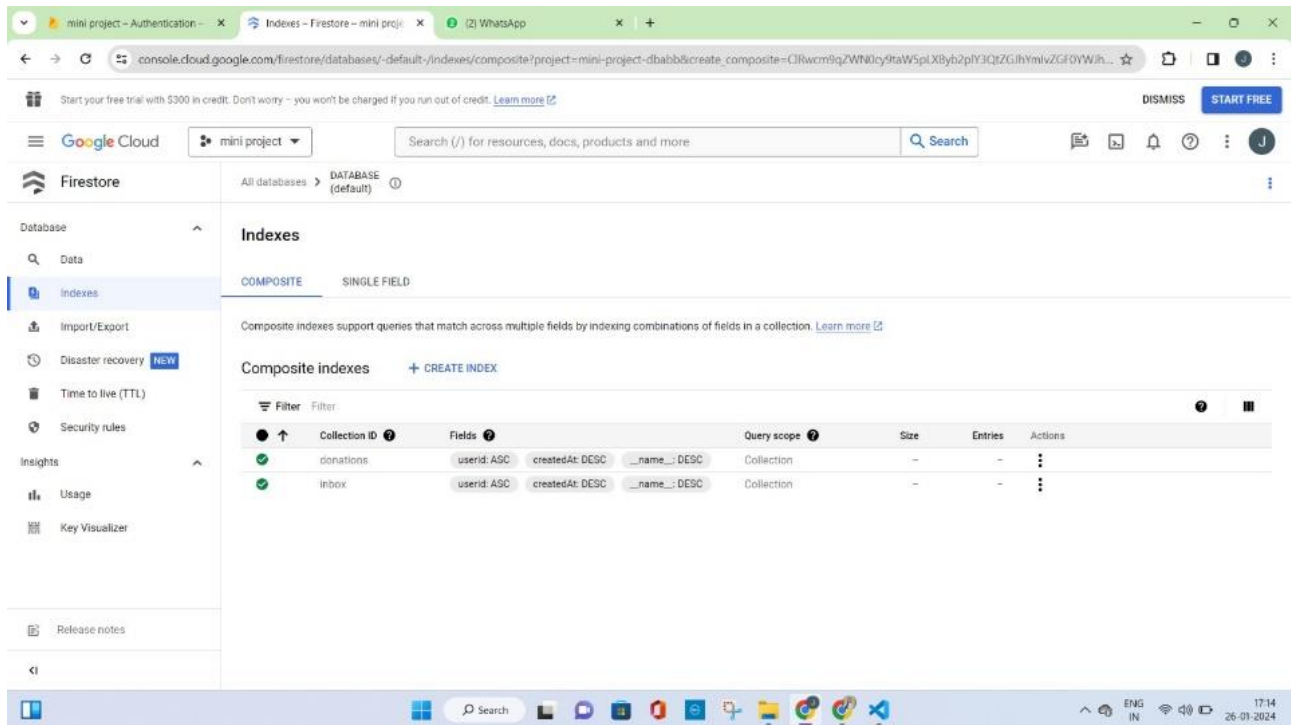 mini project – Authentication –
Indexes – Firestore – mini proje
(2) WhatsApp
console.cloud.google.com/firestore/databases/-default-/indexes/composite?project=mini-project-dbabb&create_composite=
Start your free trial with $300 in credit. Don't worry – you won't be charged if you run out of credit. Learn more
DISMISS
START FREE
Google Cloud
mini project
Search (/) for resources, docs, products and more
Search
J
Firestore
All databases
DATABASE
(default)
Database
Data
Indexes
Import/Export
Disaster recovery NEW
Time to live (TTL)
Security rules
Insights
Usage
Key Visualizer
Release notes
Indexes
COMPOSITE SINGLE FIELD
Composite indexes support queries that match across multiple fields by indexing combinations of fields in a collection. Learn more
Composite indexes + CREATE INDEX
Filter Filter
Collection ID Fields Query scope Size Entries Actions
donations userid: ASC createdAt: DESC __name__: DESC Collection – –
inbox userid: ASC createdAt: DESC __name__: DESC Collection – –
Search
ENG
IN
17:14
26-01-2024